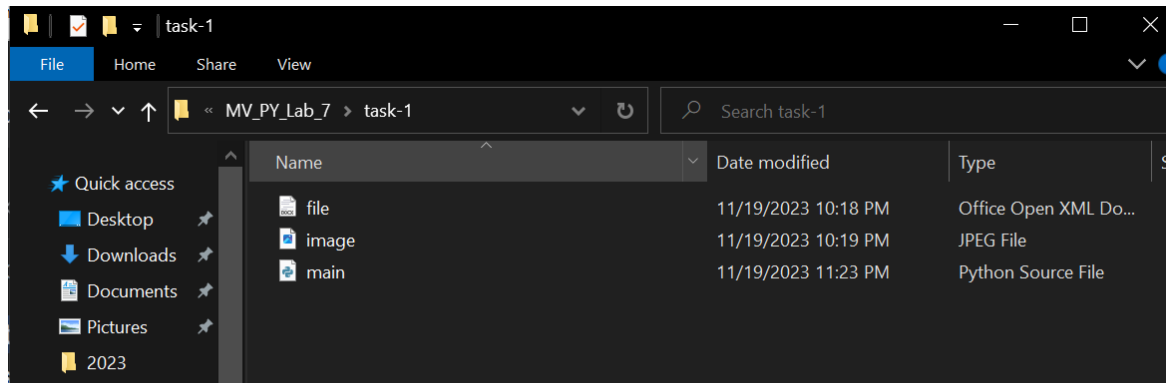 task-1
File Home Share View
« MV_PY_Lab_7 > task-1 Search task-1
Name Date modified Type
Quick access
Desktop
Downloads
Documents
Pictures
2023
file 11/19/2023 10:18 PM Office Open XML Do...
image 11/19/2023 10:19 PM JPEG File
main 11/19/2023 11:23 PM Python Source File